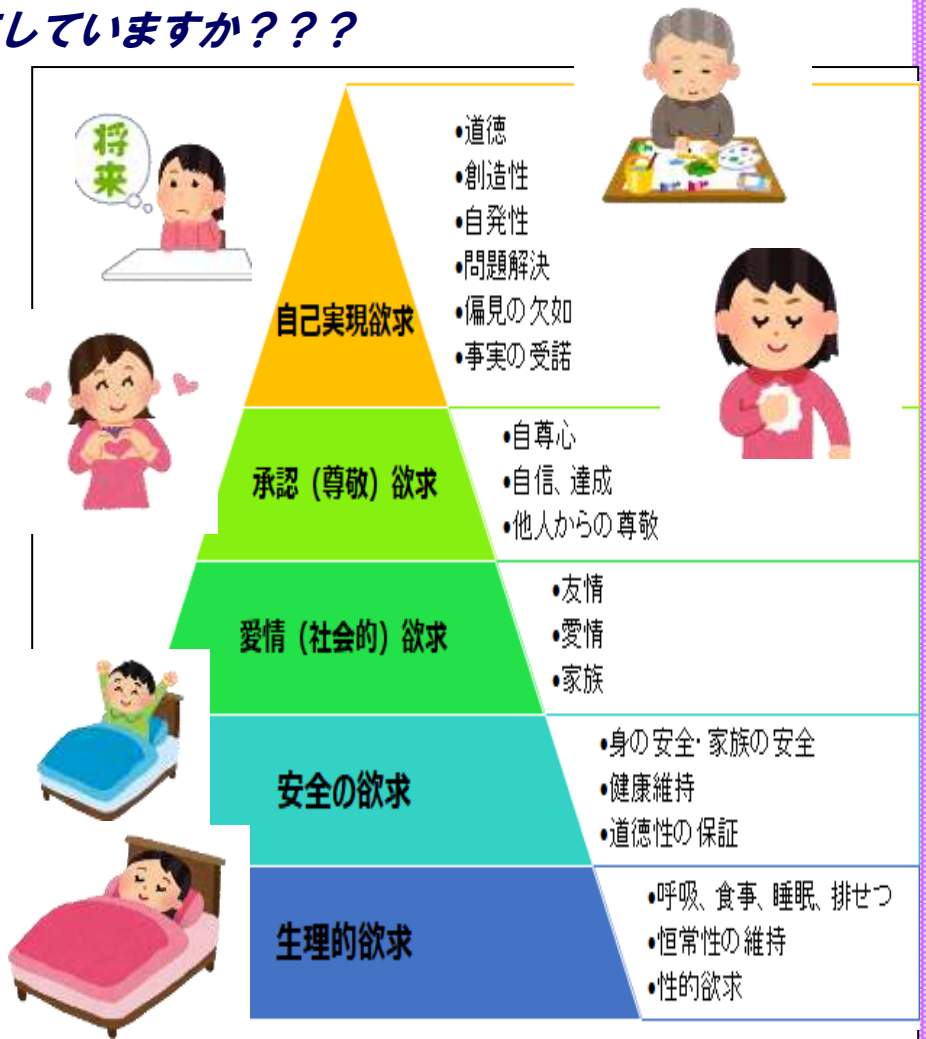 していますか？？？
将来
自己実現欲求
•道徳
•創造性
•自発性
•問題解決
•偏見の欠如
•事実の受諾
承認（尊敬）欲求
•自尊心
•自信、達成
•他人からの尊敬
愛情（社会的）欲求
•友情
•愛情
•家族
安全の欲求
•身の安全・家族の安全
•健康維持
•道徳性の保証
生理的欲求
•呼吸、食事、睡眠、排せつ
•恒常性の維持
•性的欲求